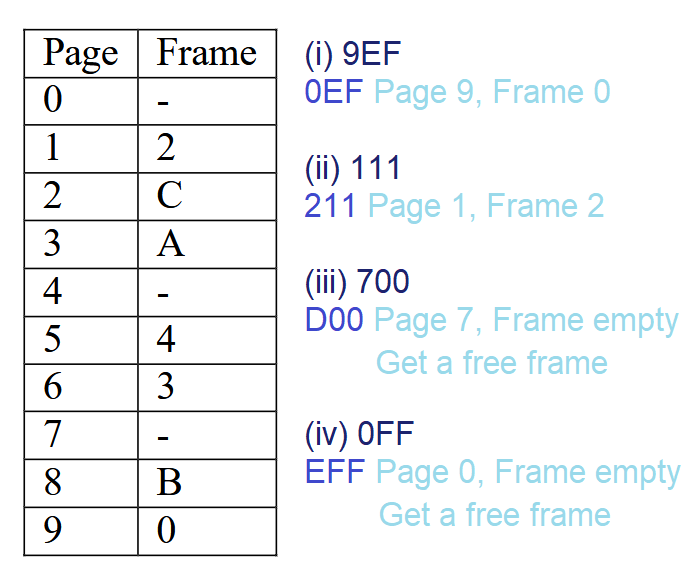 Page Frame
0 -
1 2
2 C
3 A
4 -
5 4
6 3
7 -
8 B
9 0
(i) 9EF
0EF Page 9, Frame 0
(ii) 111
211 Page 1, Frame 2
(iii) 700
D00 Page 7, Frame empty
Get a free frame
(iv) 0FF
EFF Page 0, Frame empty
Get a free frame